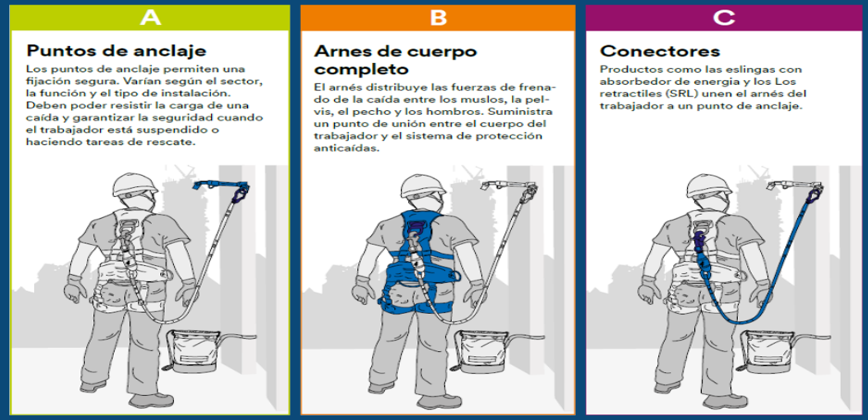 A
Puntos de anclaje
Los puntos de anclaje permiten una
fijación segura. Varían según el sector,
la función y el tipo de instalación.
Deben poder resistir la carga de una
caída y garantizar la seguridad cuando
el trabajador está suspendido o
haciendo tareas de rescate.
B
Arnes de cuerpo
completo
El arnés distribuye las fuerzas de frena-
do de la caída entre los muslos, la pel-
vis, el pecho y los hombros. Suministra
un punto de unión entre el cuerpo del
trabajador y el sistema de protección
anticaídas.
C
Conectores
Productos como las eslingas con
absorbedor de energia y los Los
retractiles (SRL) unen el arnés del
trabajador a un punto de anclaje.